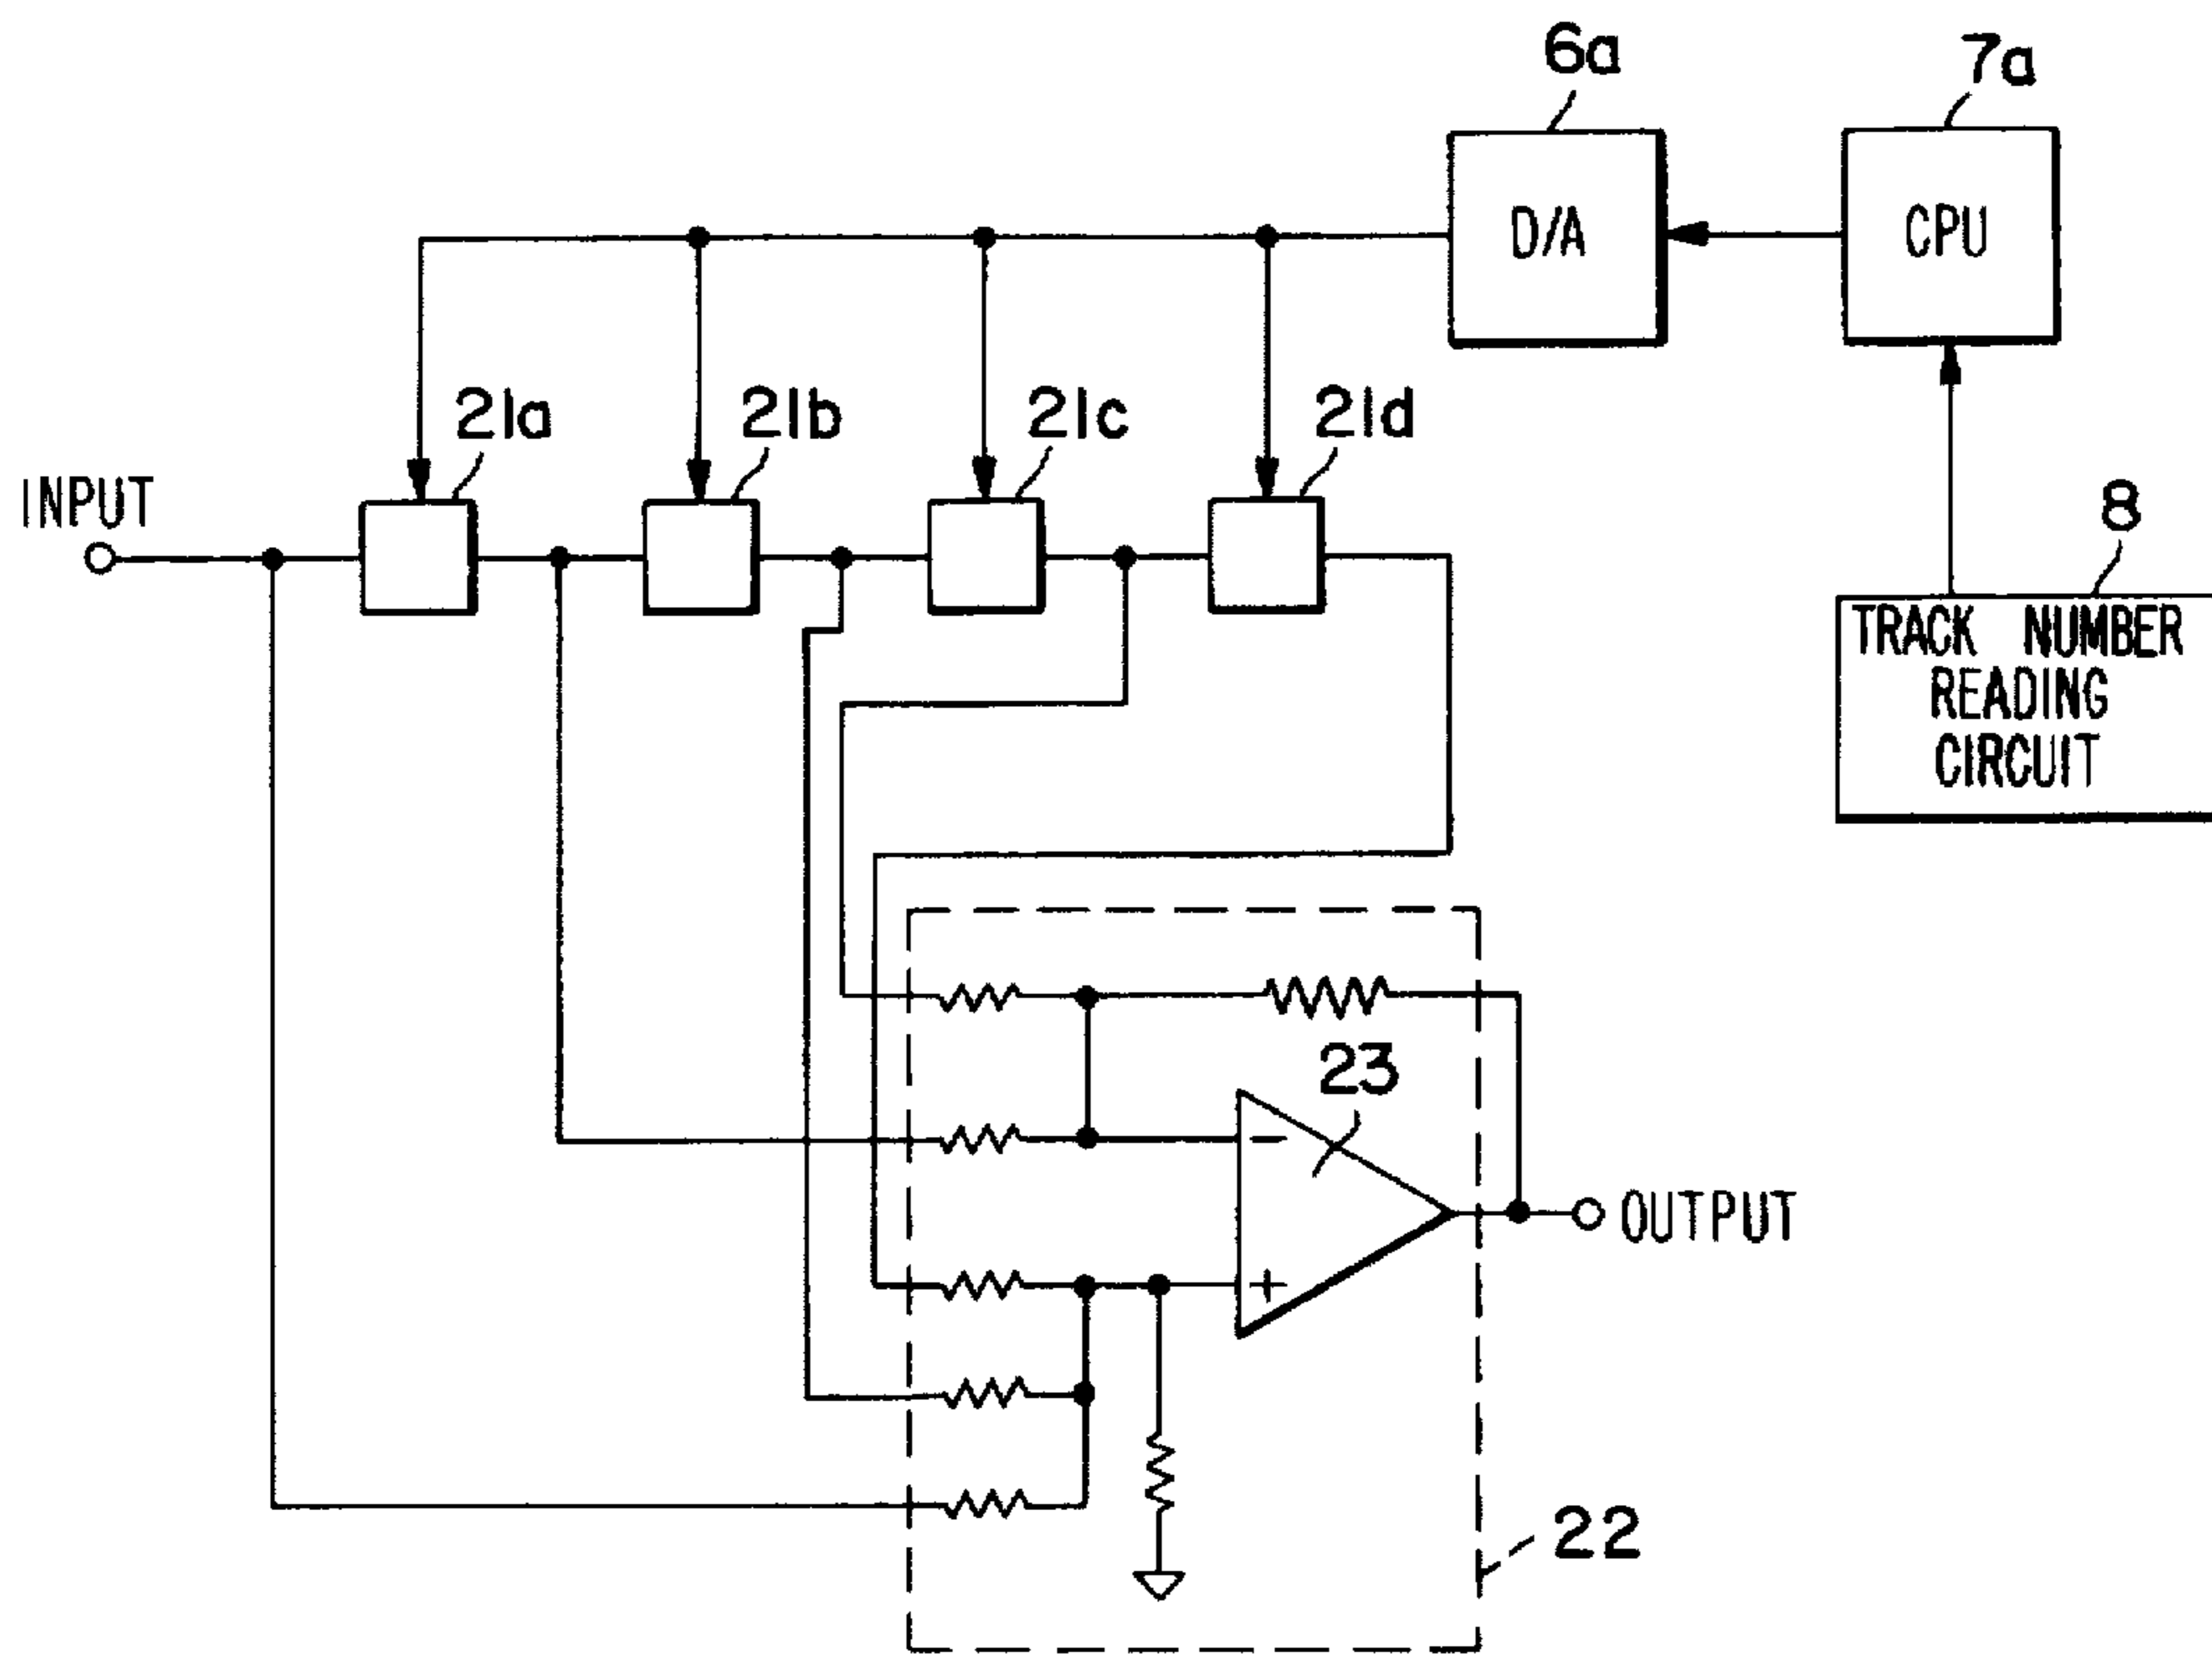 6a
7a
D/A
CPU
21a
21b
21c
21d
INPUT
8
TRACK NUMBER
READING
CIRCUIT
23
−
+
OUTPUT
22